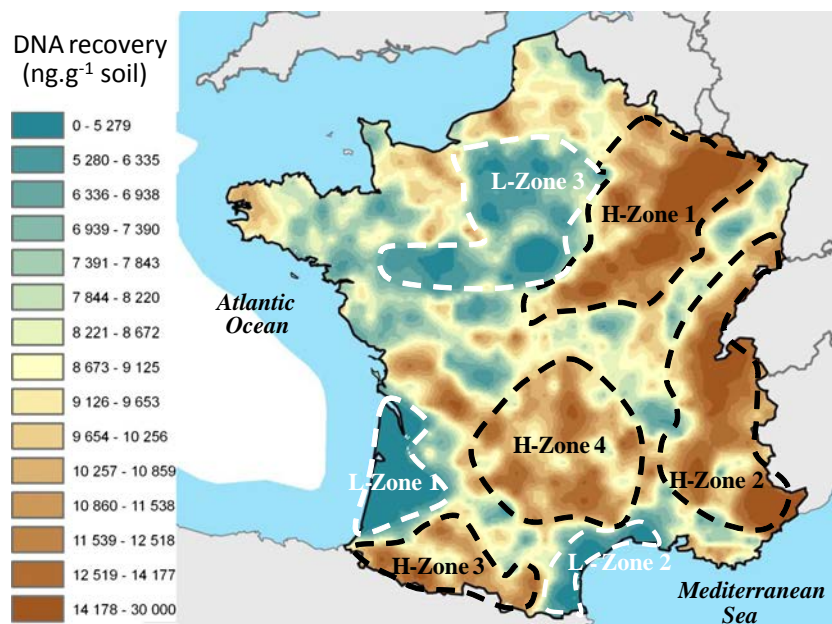 DNA recovery
(ng.g⁻¹ soil)
0 - 5 279
5 280 - 6 335
6 336 - 6 938
6 939 - 7 390
7 391 - 7 843
7 844 - 8 220
8 221 - 8 672
8 673 - 9 125
9 126 - 9 653
9 654 - 10 256
10 257 - 10 859
10 860 - 11 538
11 539 - 12 518
12 519 - 14 177
14 178 - 30 000
L-Zone 3
H-Zone 1
Atlantic
Ocean
H-Zone 4
L-Zone 1
H-Zone 2
H-Zone 3
L - Zone 2
Mediterranean
Sea